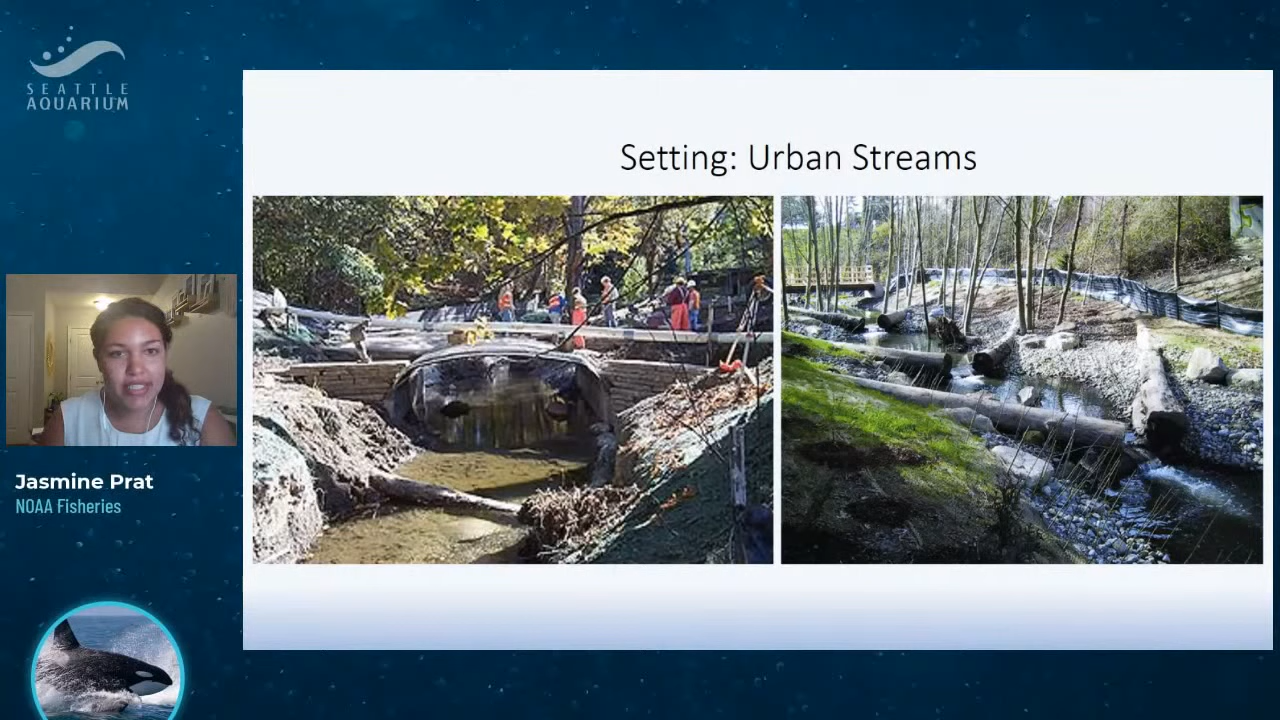 SEATTLE
AQUARIUM
Setting: Urban Streams
Jasmine Prat
NOAA Fisheries